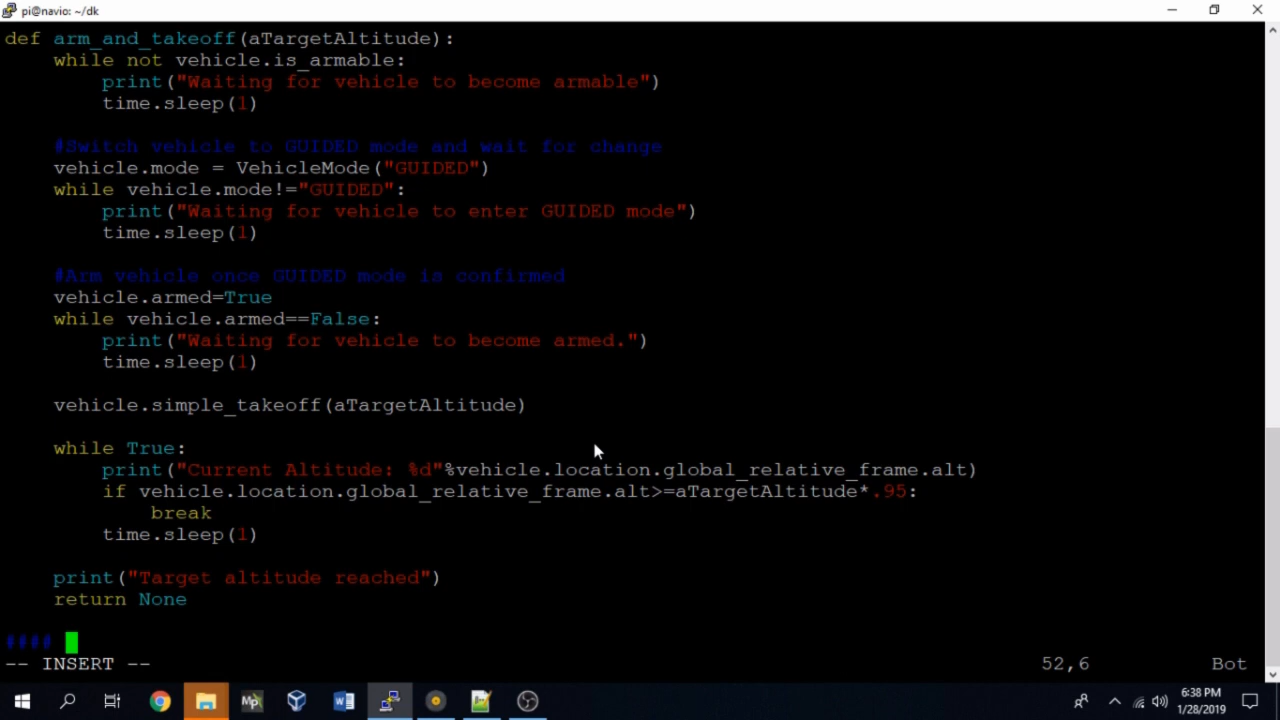 pi@navio: ~/dk
def arm_and_takeoff(aTargetAltitude):
    while not vehicle.is_armable:
        print("Waiting for vehicle to become armable")
        time.sleep(1)

    #Switch vehicle to GUIDED mode and wait for change
    vehicle.mode = VehicleMode("GUIDED")
    while vehicle.mode!="GUIDED":
        print("Waiting for vehicle to enter GUIDED mode")
        time.sleep(1)

    #Arm vehicle once GUIDED mode is confirmed
    vehicle.armed=True
    while vehicle.armed==False:
        print("Waiting for vehicle to become armed.")
        time.sleep(1)

    vehicle.simple_takeoff(aTargetAltitude)

    while True:
        print("Current Altitude: %d"%vehicle.location.global_relative_frame.alt)
        if vehicle.location.global_relative_frame.alt>=aTargetAltitude*.95:
            break
        time.sleep(1)

    print("Target altitude reached")
    return None

####
-- INSERT -- 52,6 Bot
Mp
6:38 PM
1/28/2019